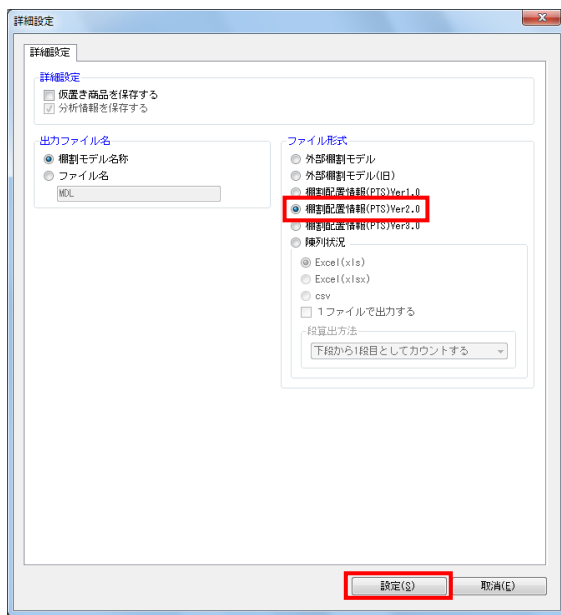 詳細設定
x
詳細設定
詳細設定
仮置き商品を保存する
分析情報を保存する
出力ファイル名
棚割モデル名称
ファイル名
MDL
ファイル形式
外部棚割モデル
外部棚割モデル(旧)
棚割配置情報(PTS)Ver1.0
棚割配置情報(PTS)Ver2.0
棚割配置情報(PTS)Ver3.0
陳列状況
Excel(xls)
Excel(xlsx)
csv
1ファイルで出力する
段算出方法
下段から1段目としてカウントする
設定(S)
取消(E)